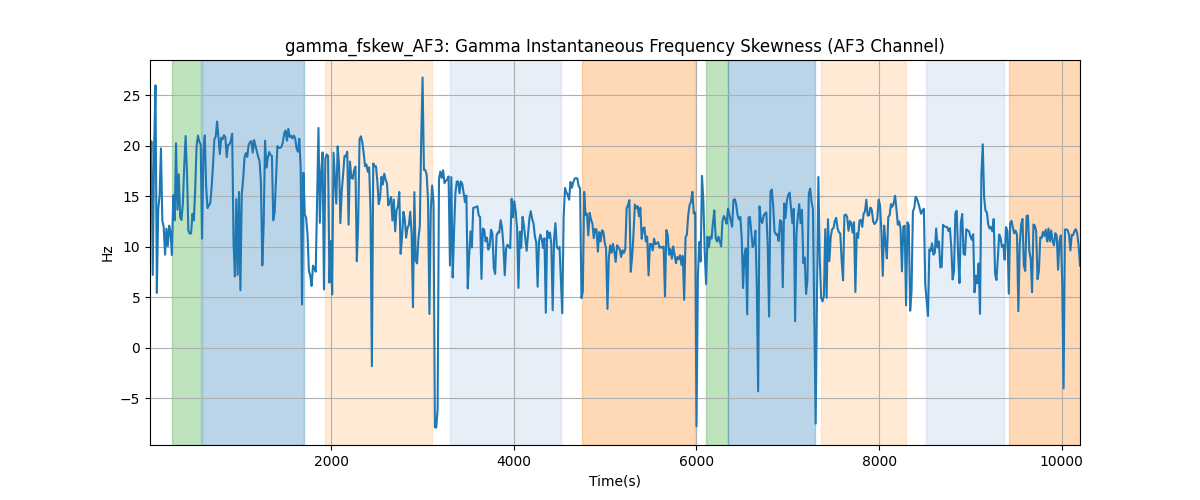 gamma_fskew_AF3: Gamma Instantaneous Frequency Skewness (AF3 Channel)
25
20
15
10
5
0
−5
Hz
2000 4000 6000 8000 10000
Time(s)